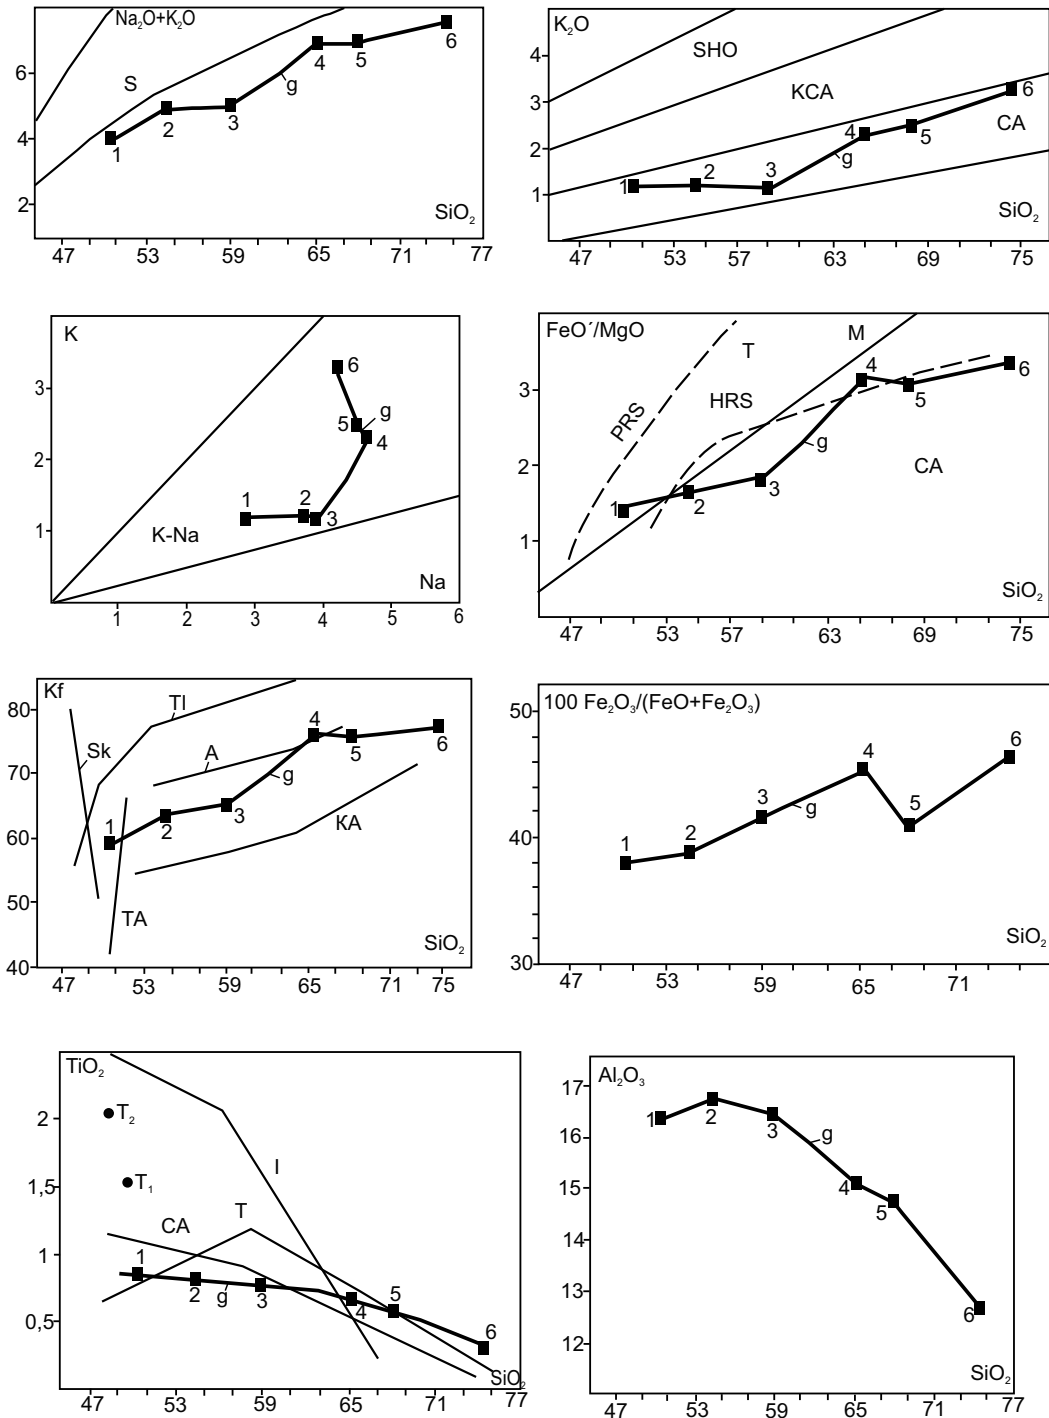 Na₂O+K₂O
S
6
4
2
1
2
3
g
4
5
6
SiO₂
47 53 59 65 71 77
K₂O
SHO
KCA
CA
4
3
2
1
1
2
3
g
4
5
6
SiO₂
47 53 57 63 69 75
K
3
2
1
K-Na
1
2
3
4
5
g
6
Na
1 2 3 4 5 6
FeO´/MgO
PRS
T
HRS
M
CA
3
2
1
1
2
3
g
4
5
6
SiO₂
47 53 57 63 69 75
Kf
80
70
60
50
40
Sk
TI
A
KA
TA
1
2
3
g
4
5
6
SiO₂
47 53 59 65 71 75
100 Fe₂O₃/(FeO+Fe₂O₃)
50
40
30
1
2
3
g
4
5
6
SiO₂
47 53 59 65 71
TiO₂
2
1,5
1
0,5
T₂
T₁
I
T
CA
1
2
g
3
4
5
6
SiO₂
47 53 59 65 71 77
Al₂O₃
17
16
15
14
13
12
1
2
3
g
4
5
6
SiO₂
47 53 59 65 71 77